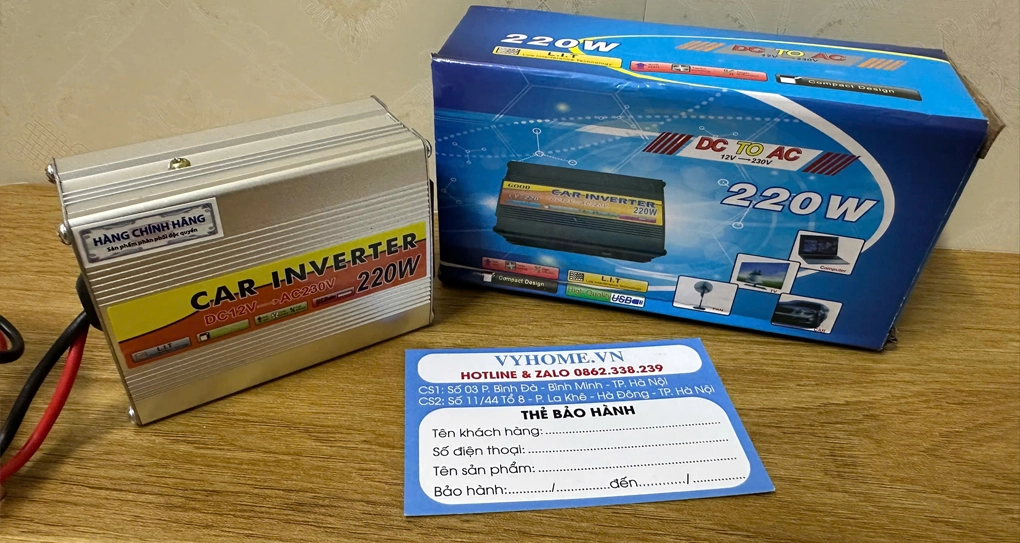 HÀNG CHÍNH HÃNG
Sản phẩm phân phối độc quyền
CAR INVERTER
DC12V → AC230V 220W
L.I.T
220W
L.I.T
DC TO AC
12V → 230V
Compact Design
DC TO AC
12V → 230V
220W
GOOD
CAR INVERTER
220W
Compact Design
L.I.T
USB
Computer
VYHOME.VN
HOTLINE & ZALO 0862.338.239
CS1: Số 03 P. Bình Đà - Bình Minh - TP. Hà Nội
CS2: Số 11/44 Tổ 8 - P. La Khê - Hà Đông - TP. Hà Nội
THẺ BẢO HÀNH
Tên khách hàng:
Số điện thoại:
Tên sản phẩm:
Bảo hành:............/.............đến............/.............